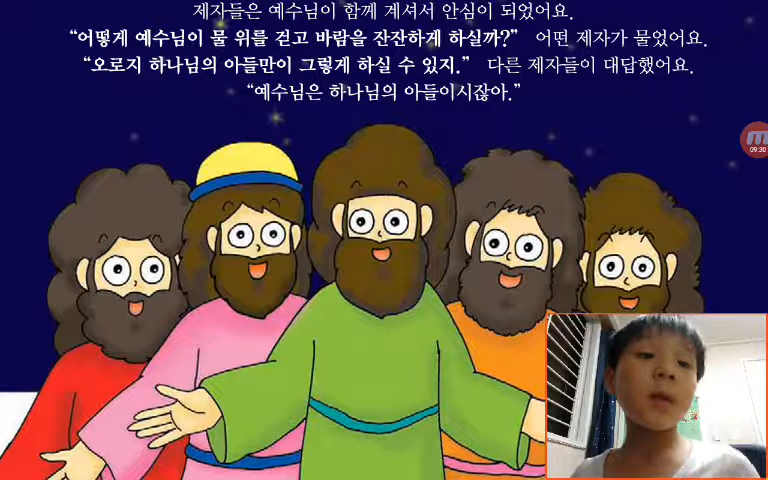 제자들은 예수님이 함께 계셔서 안심이 되었어요.
“어떻게 예수님이 물 위를 걷고 바람을 잔잔하게 하실까?” 어떤 제자가 물었어요.
“오로지 하나님의 아들만이 그렇게 하실 수 있지.” 다른 제자들이 대답했어요.
“예수님은 하나님의 아들이시잖아.”
09:30